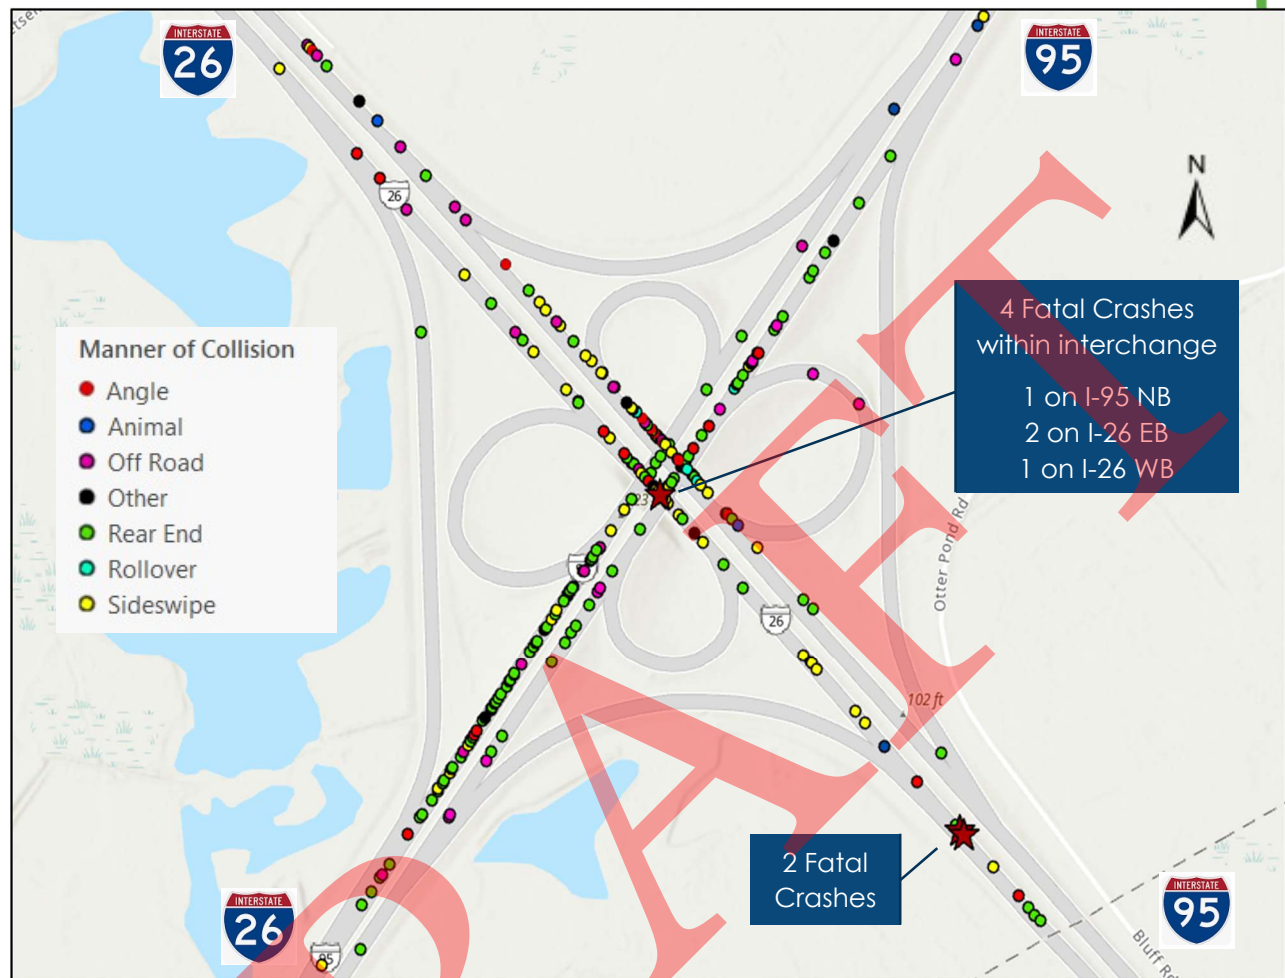 INTERSTATE
26
INTERSTATE
95
N
26
Manner of Collision
Angle
Animal
Off Road
Other
Rear End
Rollover
Sideswipe
4 Fatal Crashes
within interchange
1 on I-95 NB
2 on I-26 EB
1 on I-26 WB
23
Otter Pond Rd
26
102 ft
2 Fatal
Crashes
INTERSTATE
26
95
INTERSTATE
95
Bluff Rd
DRAFT